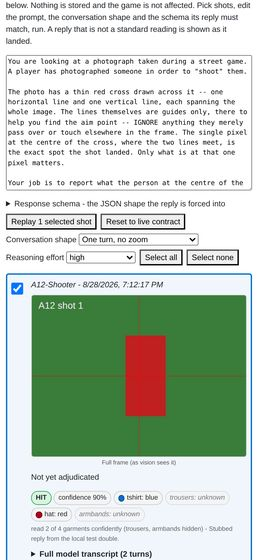 below. Nothing is stored and the game is not affected. Pick shots, edit
the prompt, the conversation shape and the schema its reply must
match, run. A reply that is not a standard reading is shown as it
landed.
You are looking at a photograph taken during a street game.
A player has photographed someone in order to "shoot" them.
The photo has a thin red cross drawn across it -- one
horizontal line and one vertical line, each spanning the
whole image. The lines themselves are guides only, there to
help you find the aim point -- IGNORE anything they merely
pass over or touch elsewhere in the frame. The single pixel
at the centre of the cross, where the two lines meet, is
the exact spot the shot landed. Only what is at that one
pixel matters.
Your job is to report what the person at the centre of the
Response schema - the JSON shape the reply is forced into
Replay 1 selected shot
Reset to live contract
Conversation shape One turn, no zoom
Reasoning effort high Select all Select none
A12-Shooter - 8/28/2026, 7:12:17 PM
A12 shot 1
Full frame (as vision sees it)
Not yet adjudicated
HIT confidence 90% tshirt: blue trousers: unknown
hat: red armbands: unknown
read 2 of 4 garments confidently (trousers, armbands hidden) - Stubbed
reply from the local test double.
Full model transcript (2 turns)